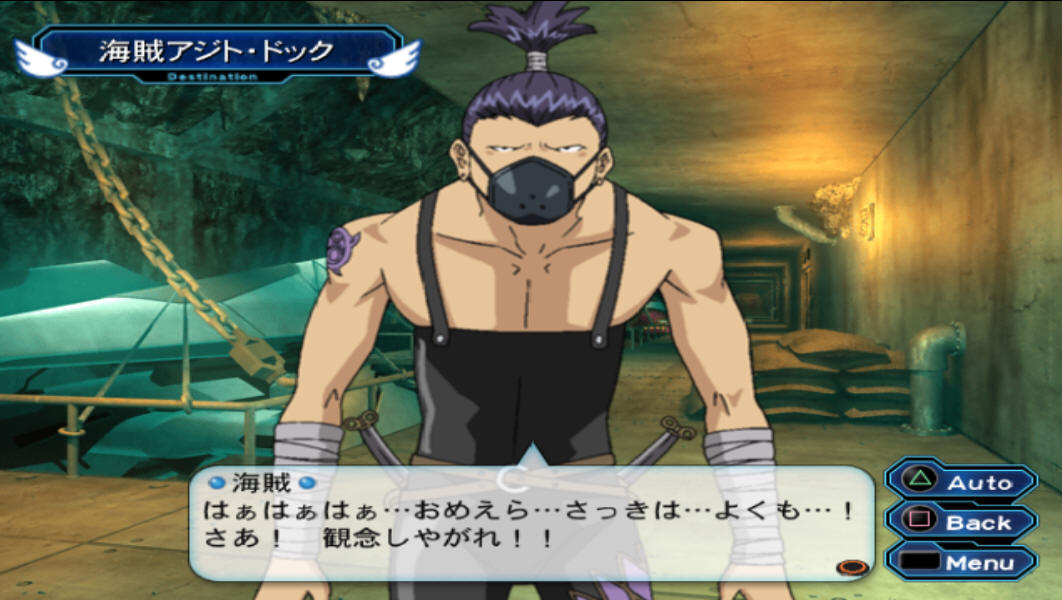 海賊アジト・ドック
Destination
海賊
はぁはぁはぁ…おめえら…さっきは…よくも…！
さあ！　観念しやがれ！！
Auto
Back
Menu